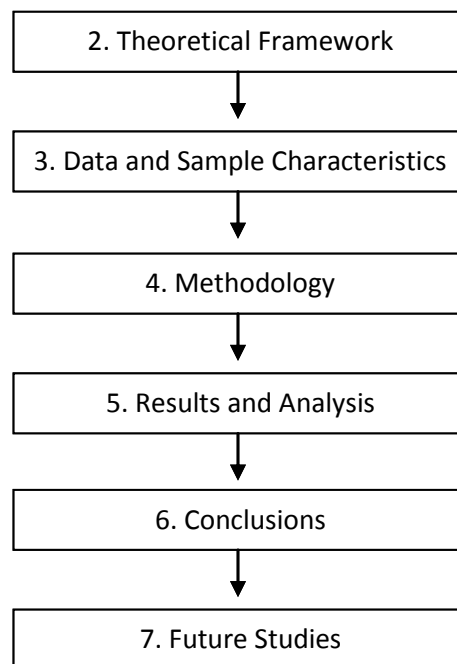 2. Theoretical Framework
3. Data and Sample Characteristics
4. Methodology
5. Results and Analysis
6. Conclusions
7. Future Studies